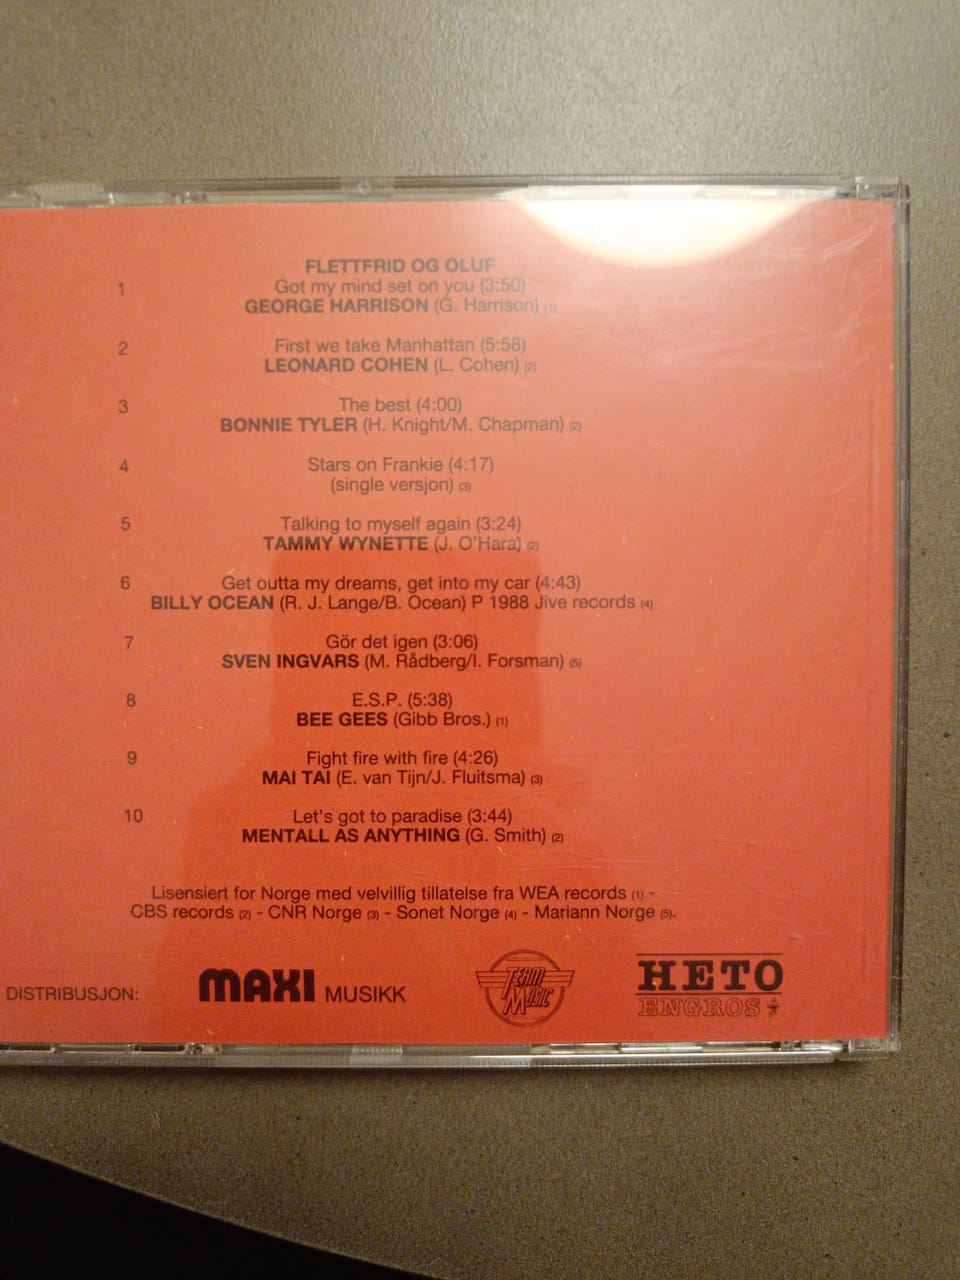 FLETTFRID OG OLUF
1 Got my mind set on you (3:50)
GEORGE HARRISON (G. Harrison) (1)
2 First we take Manhattan (5:58)
LEONARD COHEN (L. Cohen) (2)
3 The best (4:00)
BONNIE TYLER (H. Knight/M. Chapman) (2)
4 Stars on Frankie (4:17)
(single versjon) (3)
5 Talking to myself again (3:24)
TAMMY WYNETTE (J. O'Hara) (2)
6 Get outta my dreams, get into my car (4:43)
BILLY OCEAN (R. J. Lange/B. Ocean) P 1988 Jive records (4)
7 Gör det igen (3:06)
SVEN INGVARS (M. Rådberg/I. Forsman) (5)
8 E.S.P. (5:38)
BEE GEES (Gibb Bros.) (1)
9 Fight fire with fire (4:26)
MAI TAI (E. van Tijn/J. Fluitsma) (3)
10 Let's got to paradise (3:44)
MENTALL AS ANYTHING (G. Smith) (2)
Lisensiert for Norge med velvillig tillatelse fra WEA records (1) -
CBS records (2) - CNR Norge (3) - Sonet Norge (4) - Mariann Norge (5).
DISTRIBUSJON: MAXI MUSIKK TEAM MUSIC HETO
ENGROS